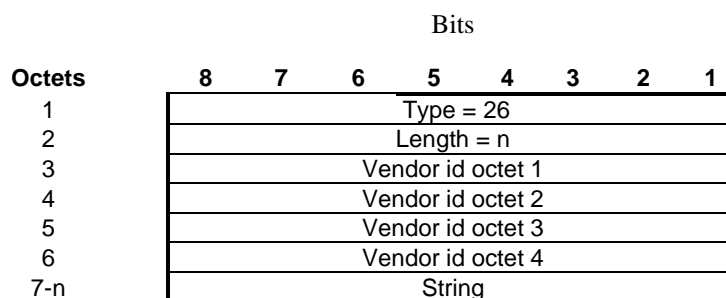 Bits
Octets 8 7 6 5 4 3 2 1
1 Type = 26
2 Length = n
3 Vendor id octet 1
4 Vendor id octet 2
5 Vendor id octet 3
6 Vendor id octet 4
7-n String